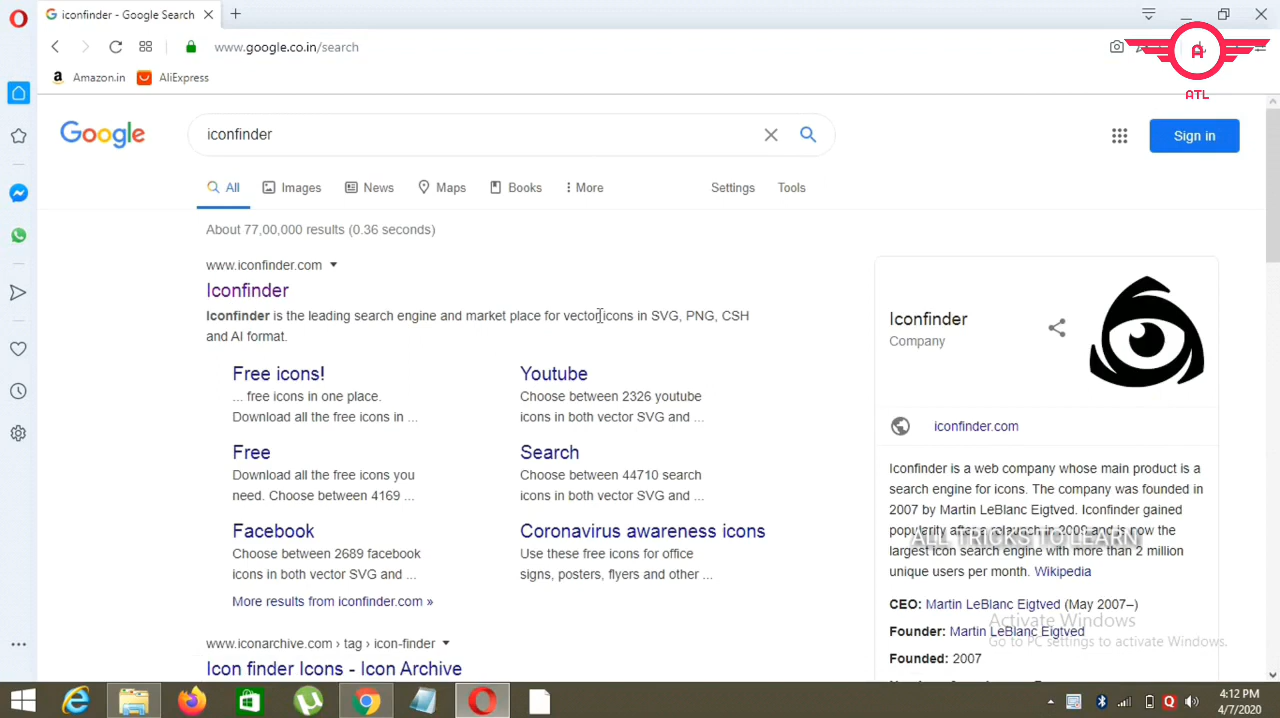 iconfinder - Google Search
www.google.co.in/search
Amazon.in
AliExpress
A
ATL
Google
iconfinder
Sign in
All
Images
News
Maps
Books
More
Settings
Tools
About 77,00,000 results (0.36 seconds)
www.iconfinder.com
Iconfinder
Iconfinder is the leading search engine and market place for vector icons in SVG, PNG, CSH
and AI format.
Free icons!
... free icons in one place.
Download all the free icons in ...
Youtube
Choose between 2326 youtube
icons in both vector SVG and ...
Free
Download all the free icons you
need. Choose between 4169 ...
Search
Choose between 44710 search
icons in both vector SVG and ...
Facebook
Choose between 2689 facebook
icons in both vector SVG and ...
Coronavirus awareness icons
Use these free icons for office
signs, posters, flyers and other ...
More results from iconfinder.com »
www.iconarchive.com › tag › icon-finder
Icon finder Icons - Icon Archive
Iconfinder
Company
iconfinder.com
Iconfinder is a web company whose main product is a
search engine for icons. The company was founded in
2007 by Martin LeBlanc Eigtved. Iconfinder gained
popularity after a relaunch in 2009 and is now the
largest icon search engine with more than 2 million
unique users per month. Wikipedia
ALL TRICKS TO LEARN
CEO: Martin LeBlanc Eigtved (May 2007–)
Founder: Martin LeBlanc Eigtved
Founded: 2007
Activate Windows
Go to PC settings to activate Windows.
4:12 PM
4/7/2020